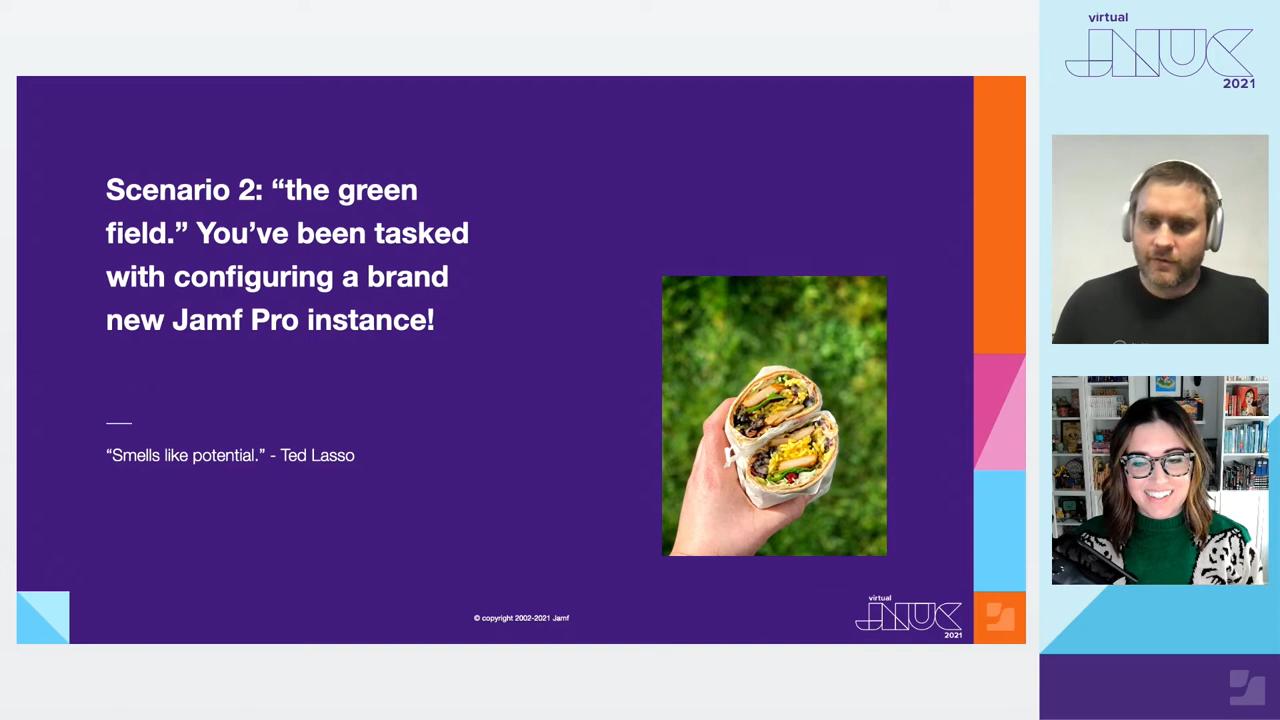 Scenario 2: “the green
field.” You’ve been tasked
with configuring a brand
new Jamf Pro instance!
“Smells like potential.” - Ted Lasso
© copyright 2002-2021 Jamf
virtual
JNUC
2021
virtual
JNUC
2021